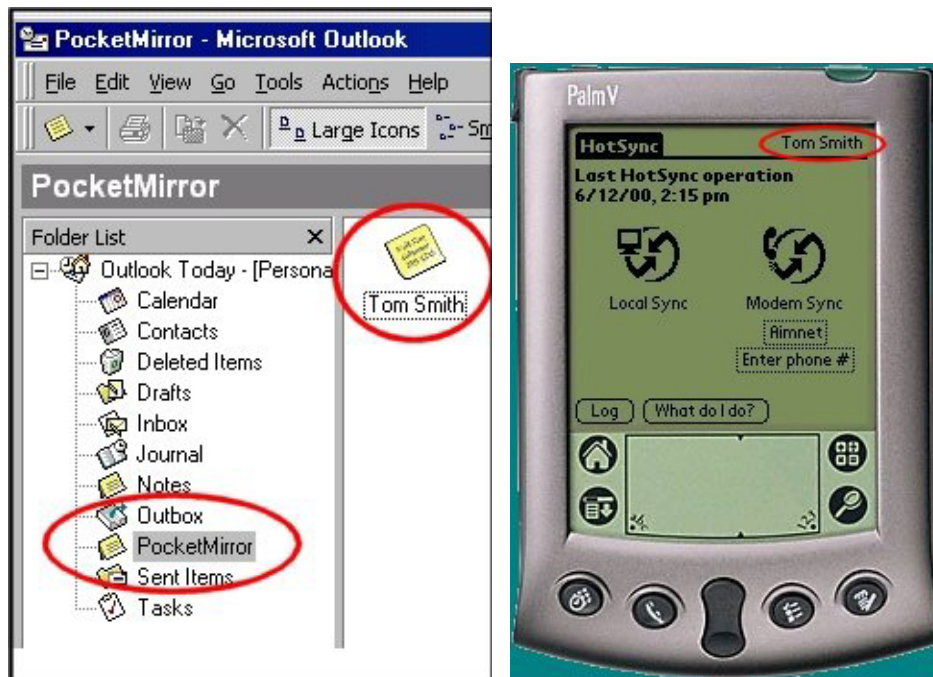 PocketMirror - Microsoft Outlook
File Edit View Go Tools Actions Help
Large Icons Sm
PocketMirror
Folder List
Outlook Today - [Persona
Calendar
Contacts
Deleted Items
Drafts
Inbox
Journal
Notes
Outbox
PocketMirror
Sent Items
Tasks
Tom Smith
PalmV
HotSync Tom Smith
Last HotSync operation
6/12/00, 2:15 pm
Local Sync Modem Sync
Aimnet
Enter phone #
Log What do I do?